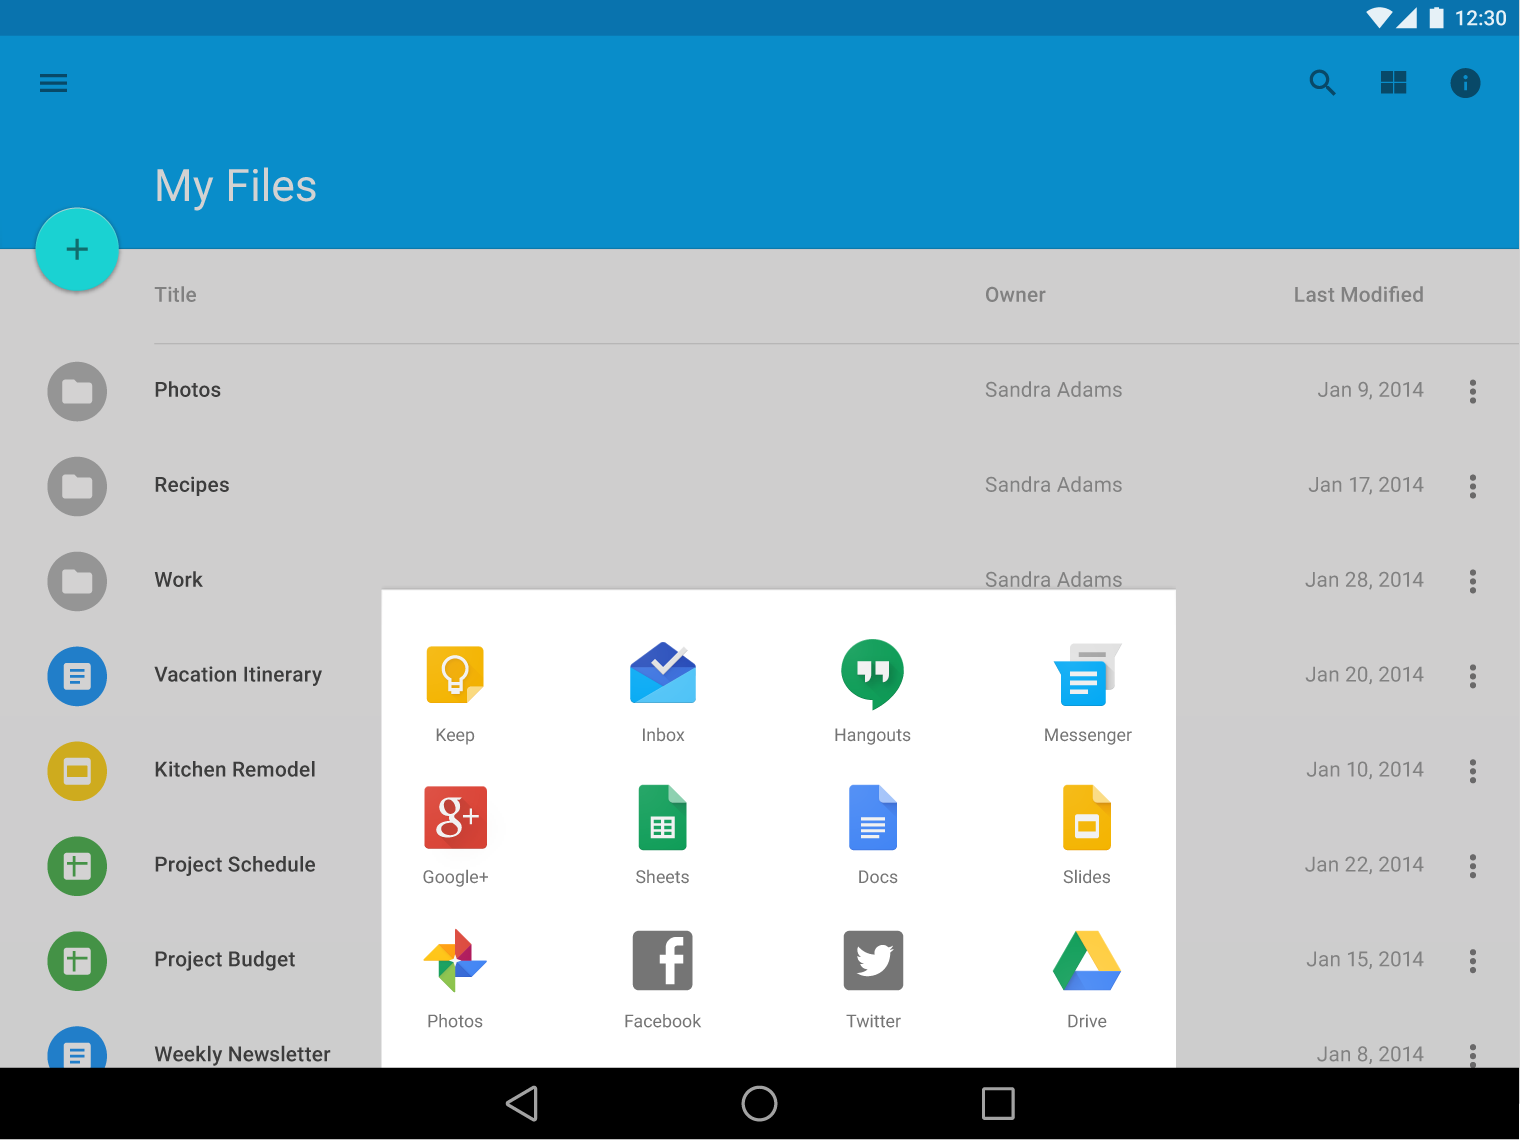 12:30
My Files
Title Owner Last Modified
Photos Sandra Adams Jan 9, 2014
Recipes Sandra Adams Jan 17, 2014
Work Sandra Adams Jan 28, 2014
Vacation Itinerary Jan 20, 2014
Kitchen Remodel Jan 10, 2014
Project Schedule Jan 22, 2014
Project Budget Jan 15, 2014
Weekly Newsletter Jan 8, 2014
Keep Inbox Hangouts Messenger
g+
Google+ Sheets Docs Slides
f
Photos Facebook Twitter Drive